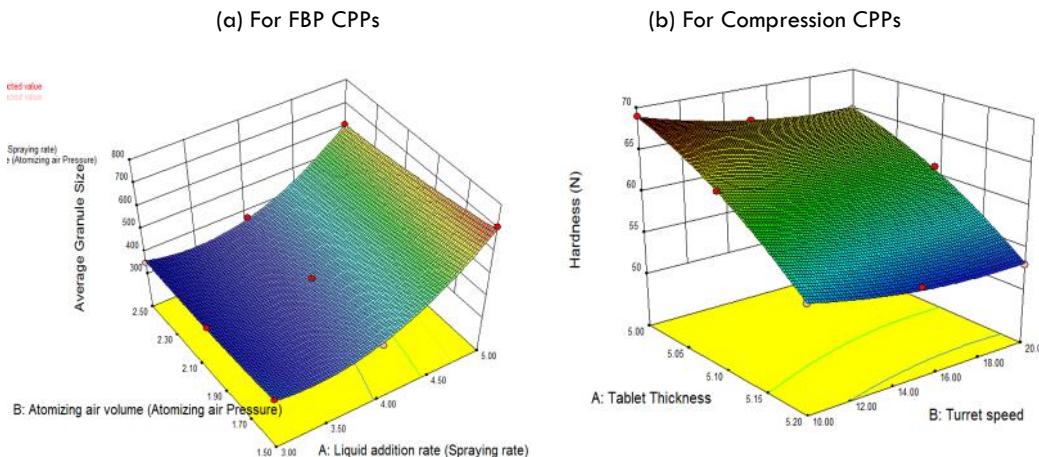 (a) For FBP CPPs
(b) For Compression CPPs
cted value
cted value
Spraying rate)
e (Atomizing air Pressure)
Average Granule Size
800
700
600
500
400
300
2.50
2.30
2.10
1.90
1.70
1.50
3.00
3.50
4.00
4.50
5.00
B: Atomizing air volume (Atomizing air Pressure)
A: Liquid addition rate (Spraying rate)
Hardness (N)
70
65
60
55
50
5.00
5.05
5.10
5.15
5.20
10.00
12.00
14.00
16.00
18.00
20.0
A: Tablet Thickness
B: Turret speed